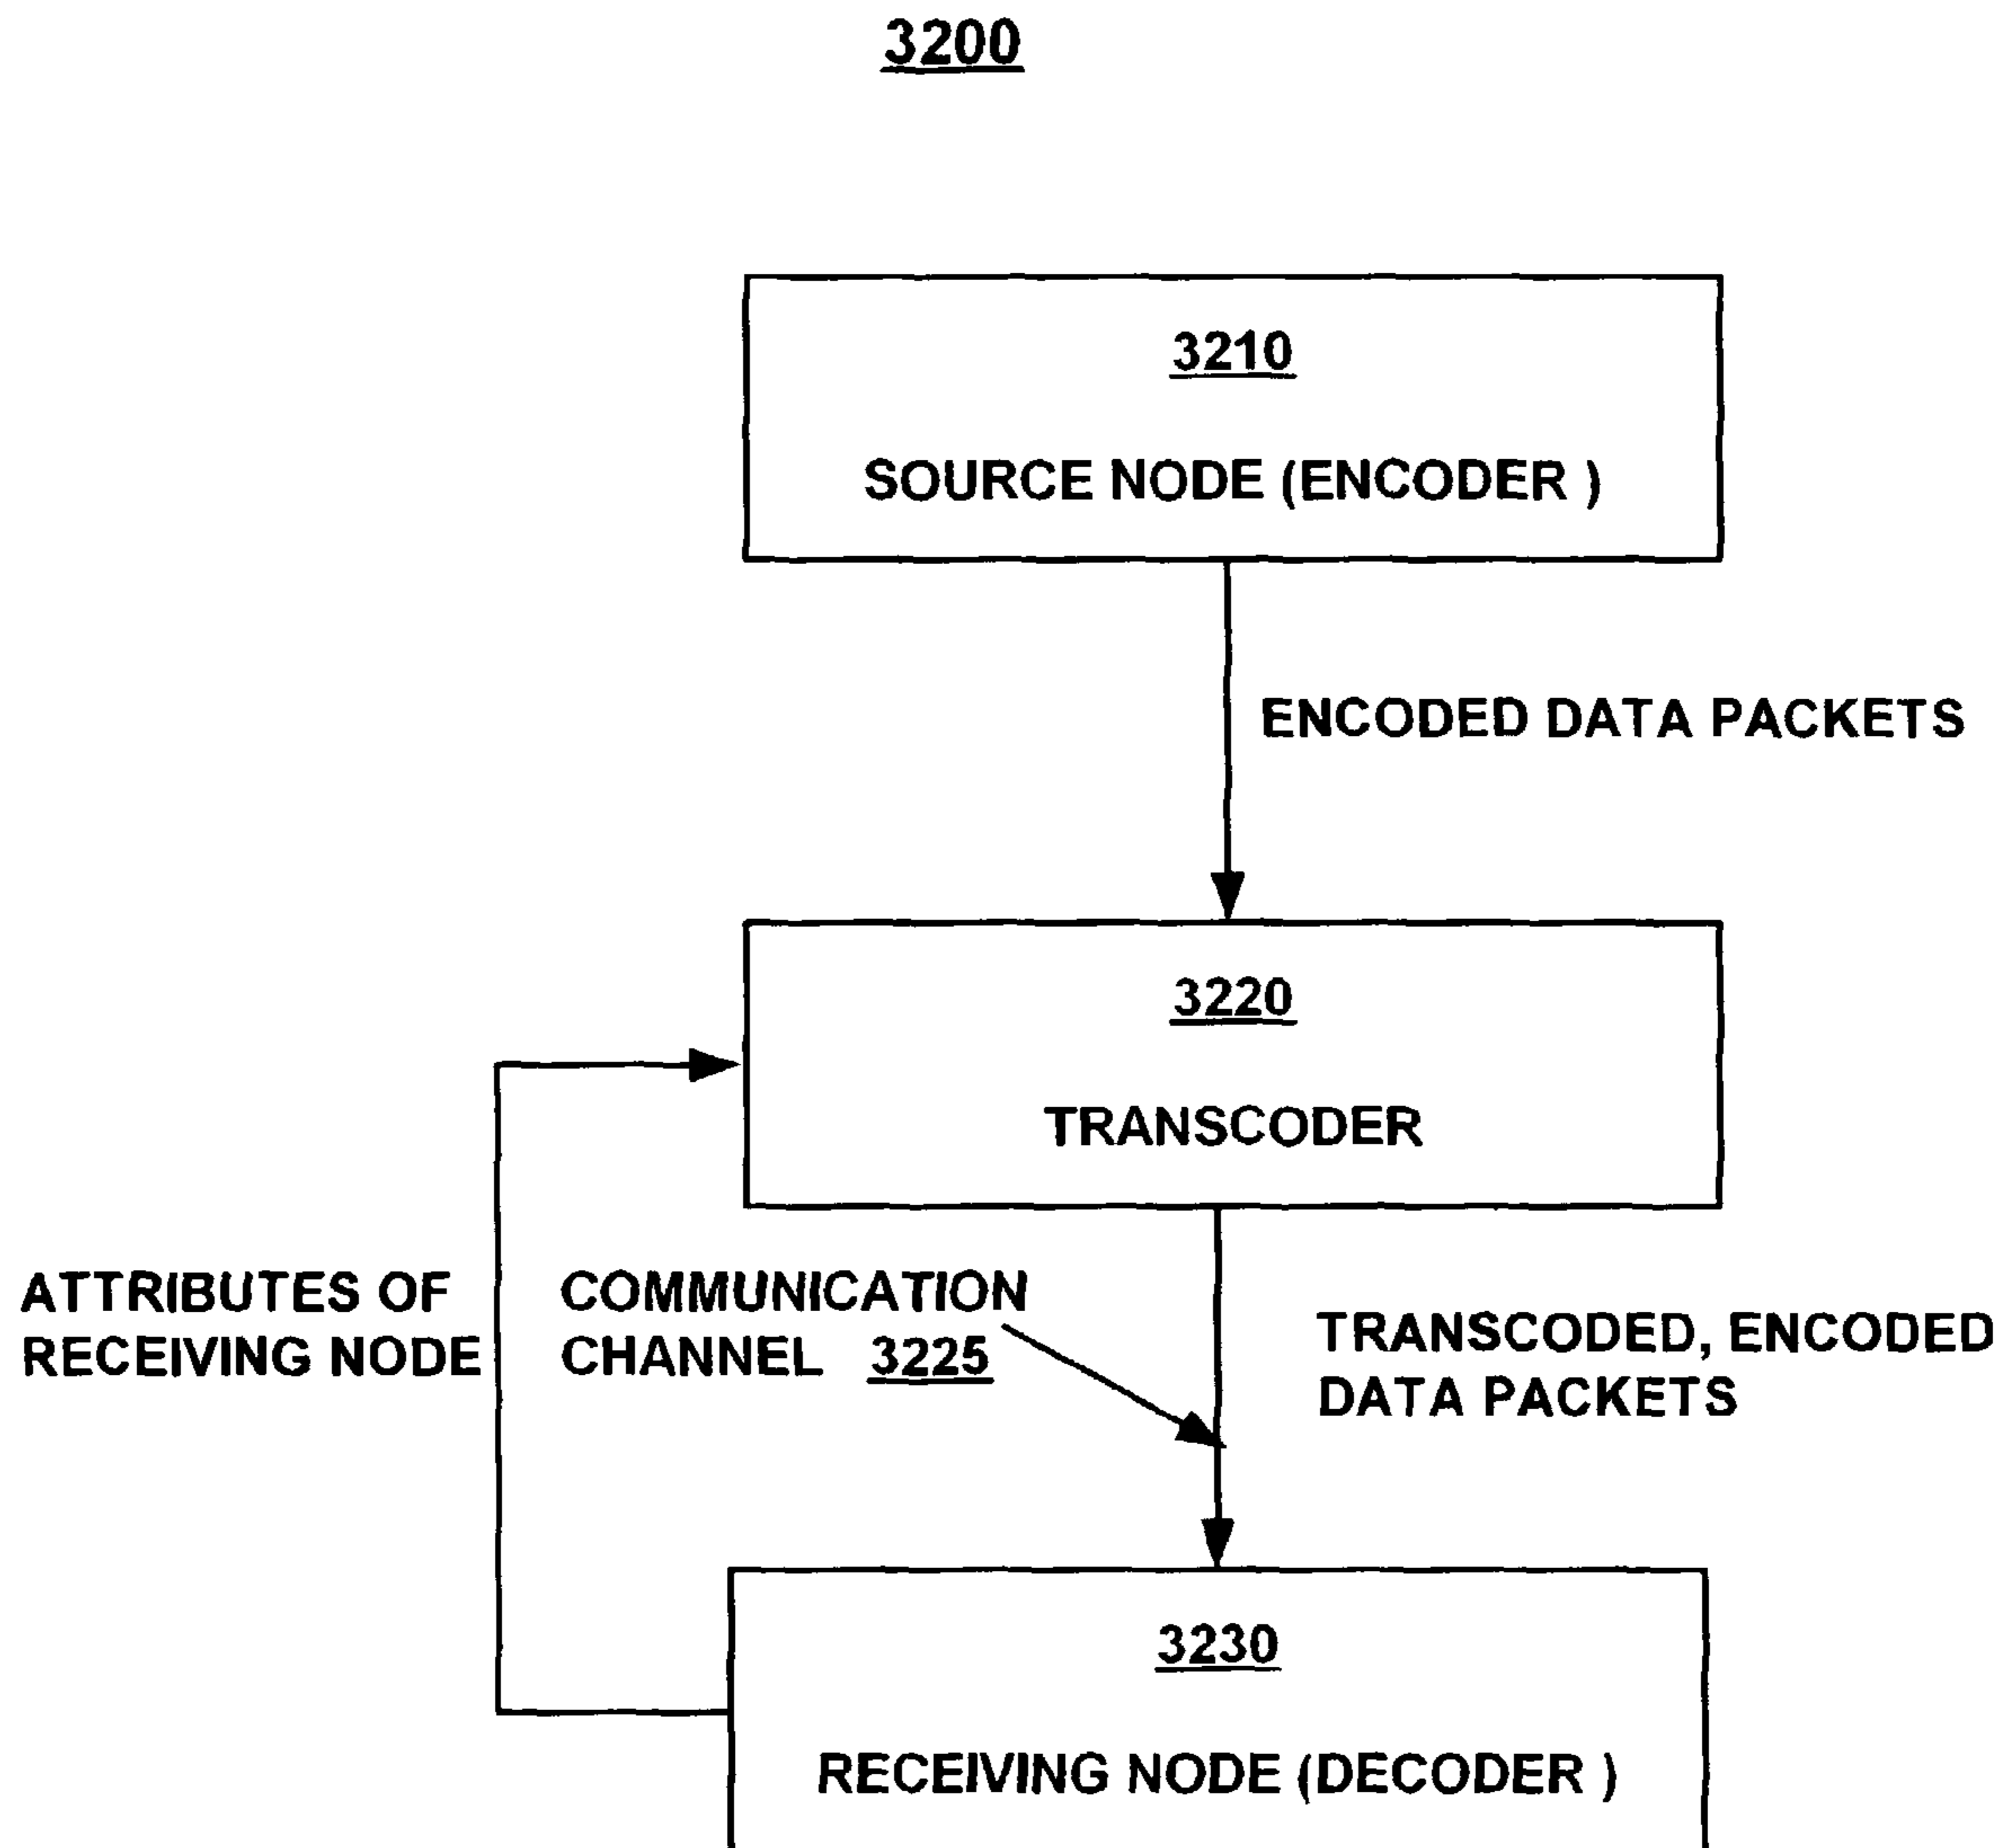 3200
3210
SOURCE NODE (ENCODER )
ENCODED DATA PACKETS
3220
TRANSCODER
ATTRIBUTES OF
RECEIVING NODE
COMMUNICATION
CHANNEL 3225
TRANSCODED, ENCODED
DATA PACKETS
3230
RECEIVING NODE (DECODER )